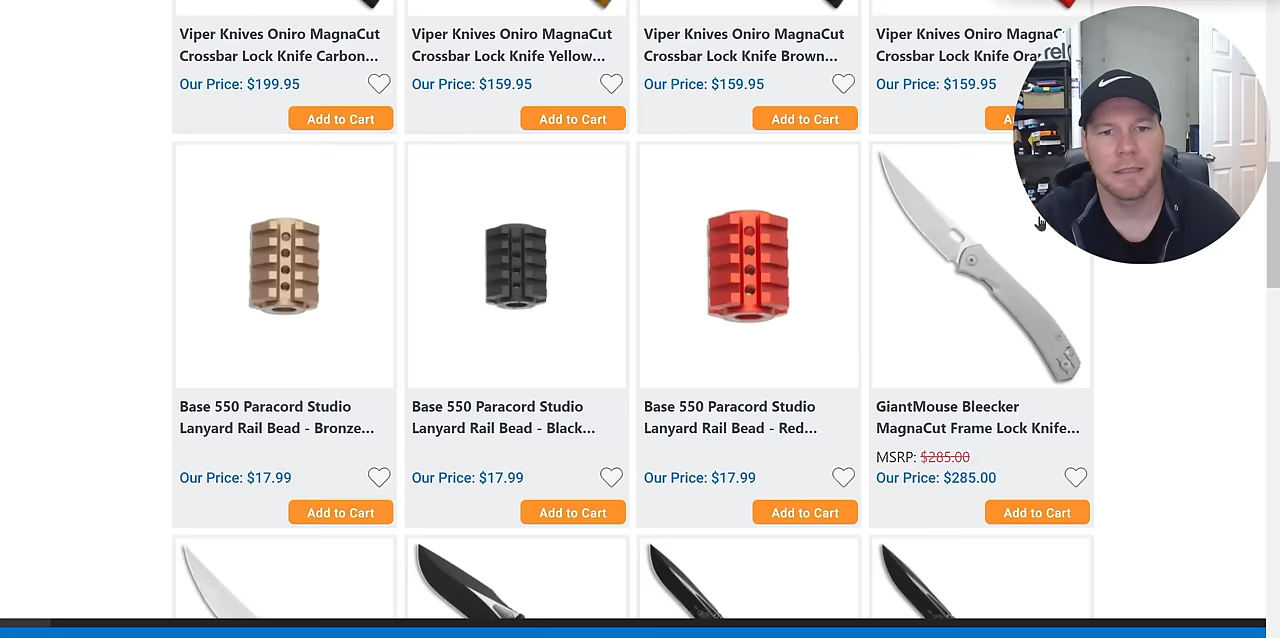 Viper Knives Oniro MagnaCut
Crossbar Lock Knife Carbo...
Our Price: $199.95
Add to Cart
Viper Knives Oniro MagnaCut
Crossbar Lock Knife Yellow...
Our Price: $159.95
Add to Cart
Viper Knives Oniro MagnaCut
Crossbar Lock Knife Brown...
Our Price: $159.95
Add to Cart
Viper Knives Oniro MagnaC
Crossbar Lock Knife Ora
Our Price: $159.95
A
Base 550 Paracord Studio
Lanyard Rail Bead - Bronze...
Our Price: $17.99
Add to Cart
Base 550 Paracord Studio
Lanyard Rail Bead - Black...
Our Price: $17.99
Add to Cart
Base 550 Paracord Studio
Lanyard Rail Bead - Red...
Our Price: $17.99
Add to Cart
GiantMouse Bleecker
MagnaCut Frame Lock Knife...
MSRP: $285.00
Our Price: $285.00
Add to Cart